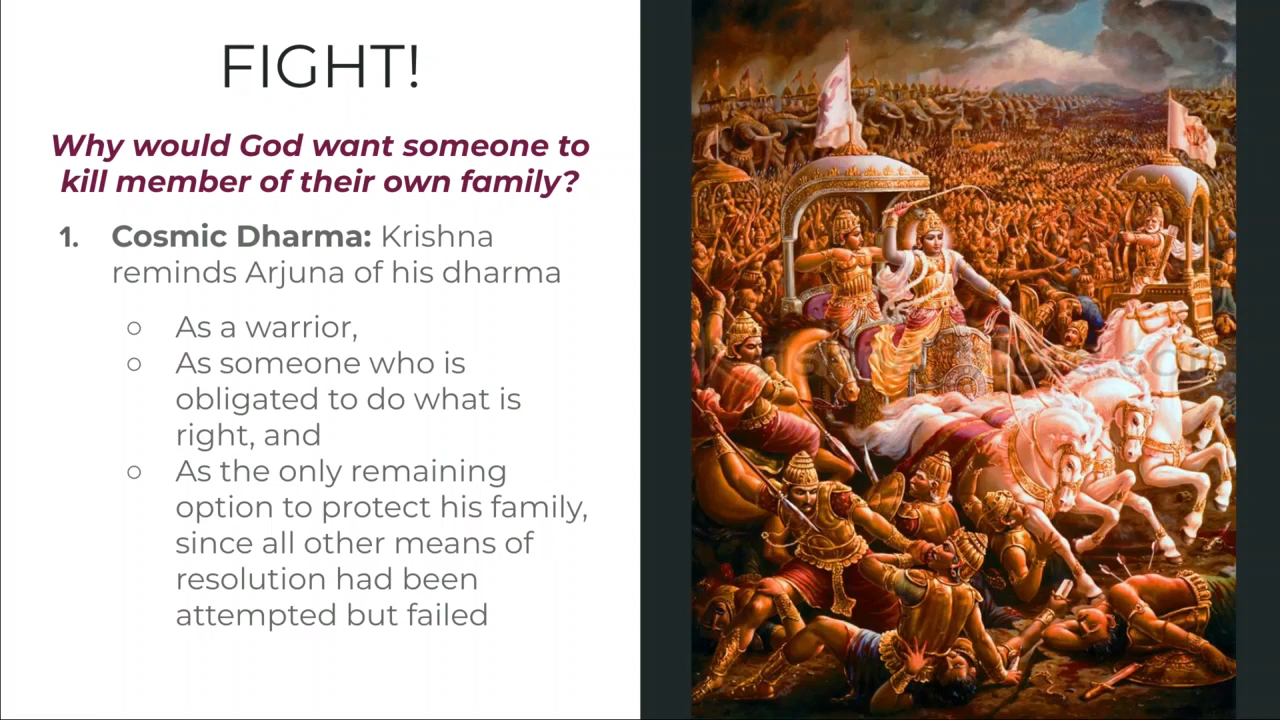 FIGHT!
Why would God want someone to
kill member of their own family?
1. Cosmic Dharma: Krishna
reminds Arjuna of his dharma
○ As a warrior,
○ As someone who is
obligated to do what is
right, and
○ As the only remaining
option to protect his family,
since all other means of
resolution had been
attempted but failed